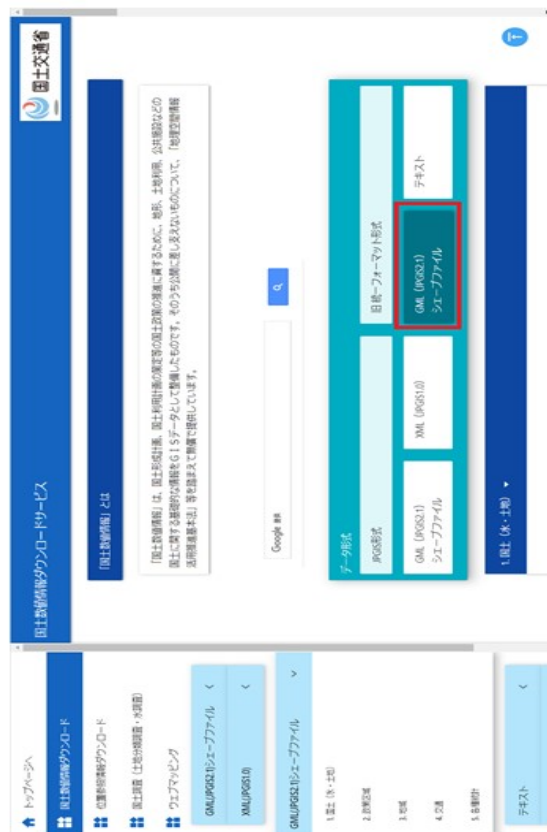 トップページへ
国土数値情報ダウンロード
位置参照情報ダウンロード
国土調査（土地分類調査・水調査）
ウェブマッピング
GML(JPGIS2.1)シェープファイル
XML(JPGIS1.0)
GML(JPGIS2.1)シェープファイル
1.国土（水・土地）
2.政策区域
3.地域
4.交通
5.各種統計
テキスト
国土数値情報ダウンロードサービス
国土交通省
「国土数値情報」とは
「国土数値情報」は、国土形成計画、国土利用計画の策定等の国土政策の推進に資するために、地形、土地利用、公共施設などの
国土に関する基礎的な情報をGISデータとして整備したものです。そのうち公開に差し支えないものについて、「地理空間情報
活用推進基本法」等を踏まえて無償で提供しています。
Google 提供
データ形式
JPGIS形式
旧統一フォーマット形式
GML（JPGIS2.1）
シェープファイル
XML（JPGIS1.0）
GML（JPGIS2.1）
シェープファイル
テキスト
1.国土（水・土地）▼